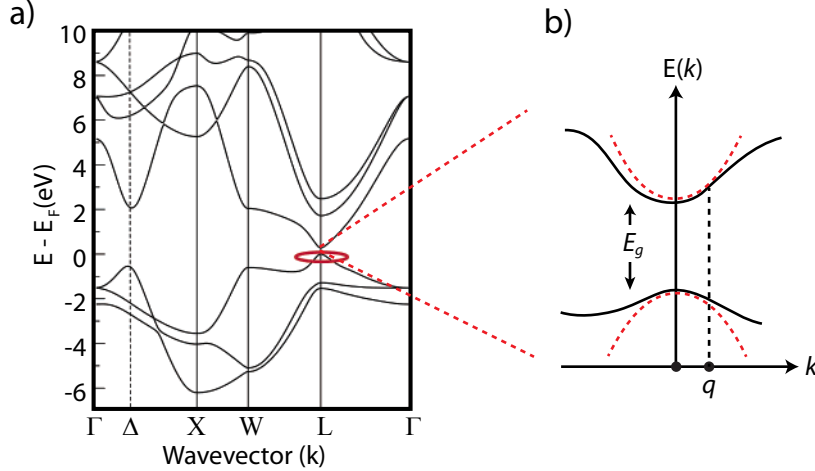 a)
E - E_F(eV)
10
8
6
4
2
0
-2
-4
-6
Γ Δ X W L Γ
Wavevector (k)
b)
E(k)
E_g
q
k